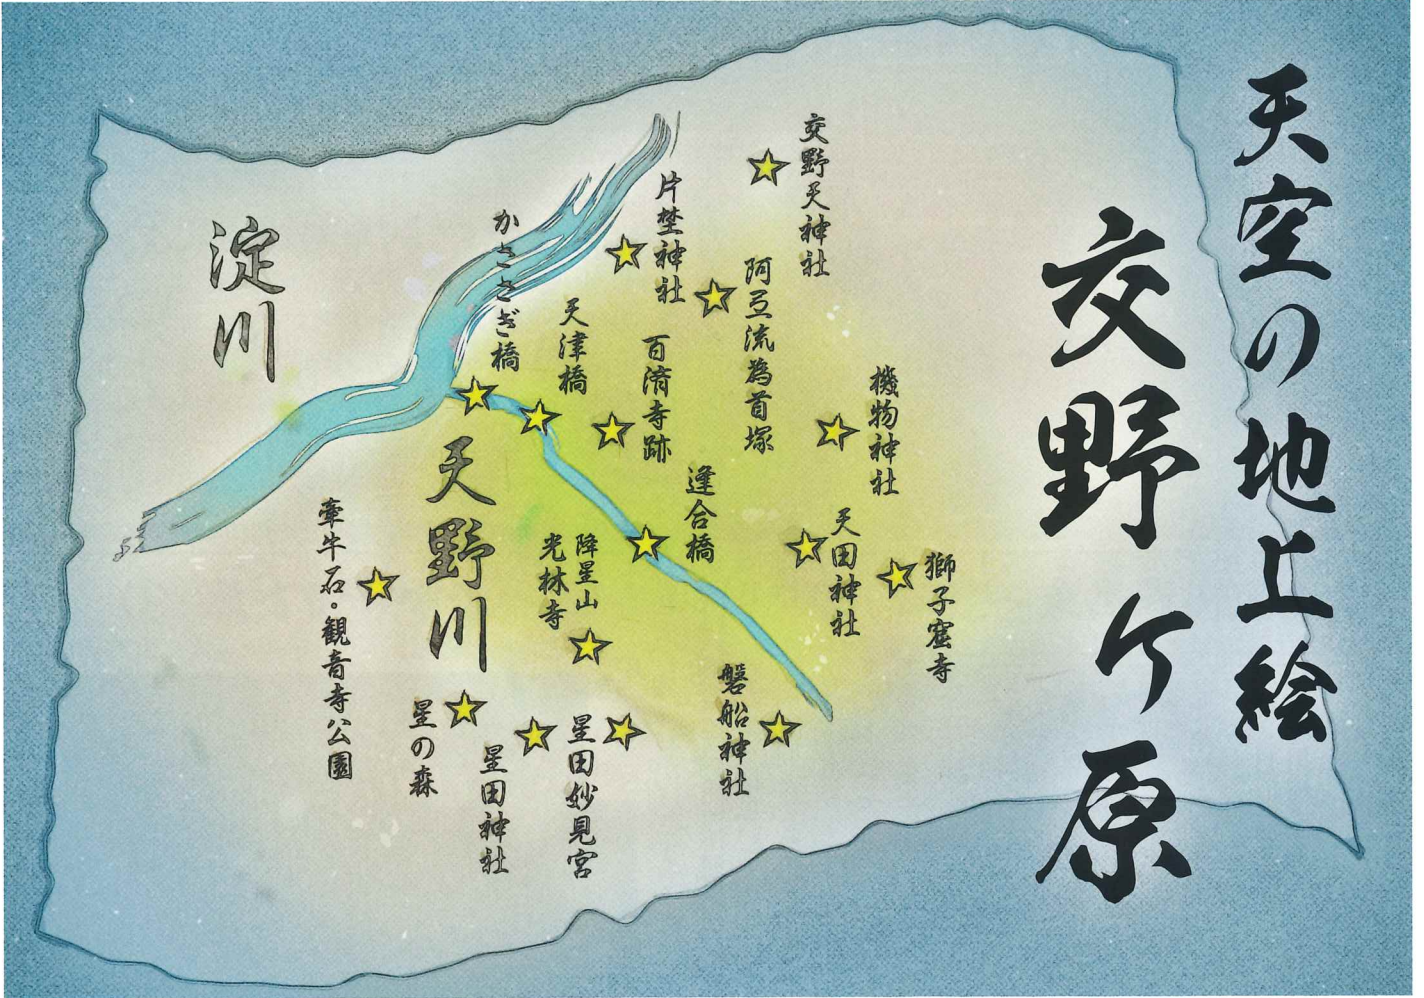 天空の地上絵
交野ケ原
交野天神社
片埜神社
阿弖流為首塚
かささぎ橋
天津橋
百済寺跡
機物神社
淀川
天野川
逢合橋
天田神社
獅子窟寺
降星山
光林寺
牽牛石・観音寺公園
磐船神社
星の森
星田神社
星田妙見宮